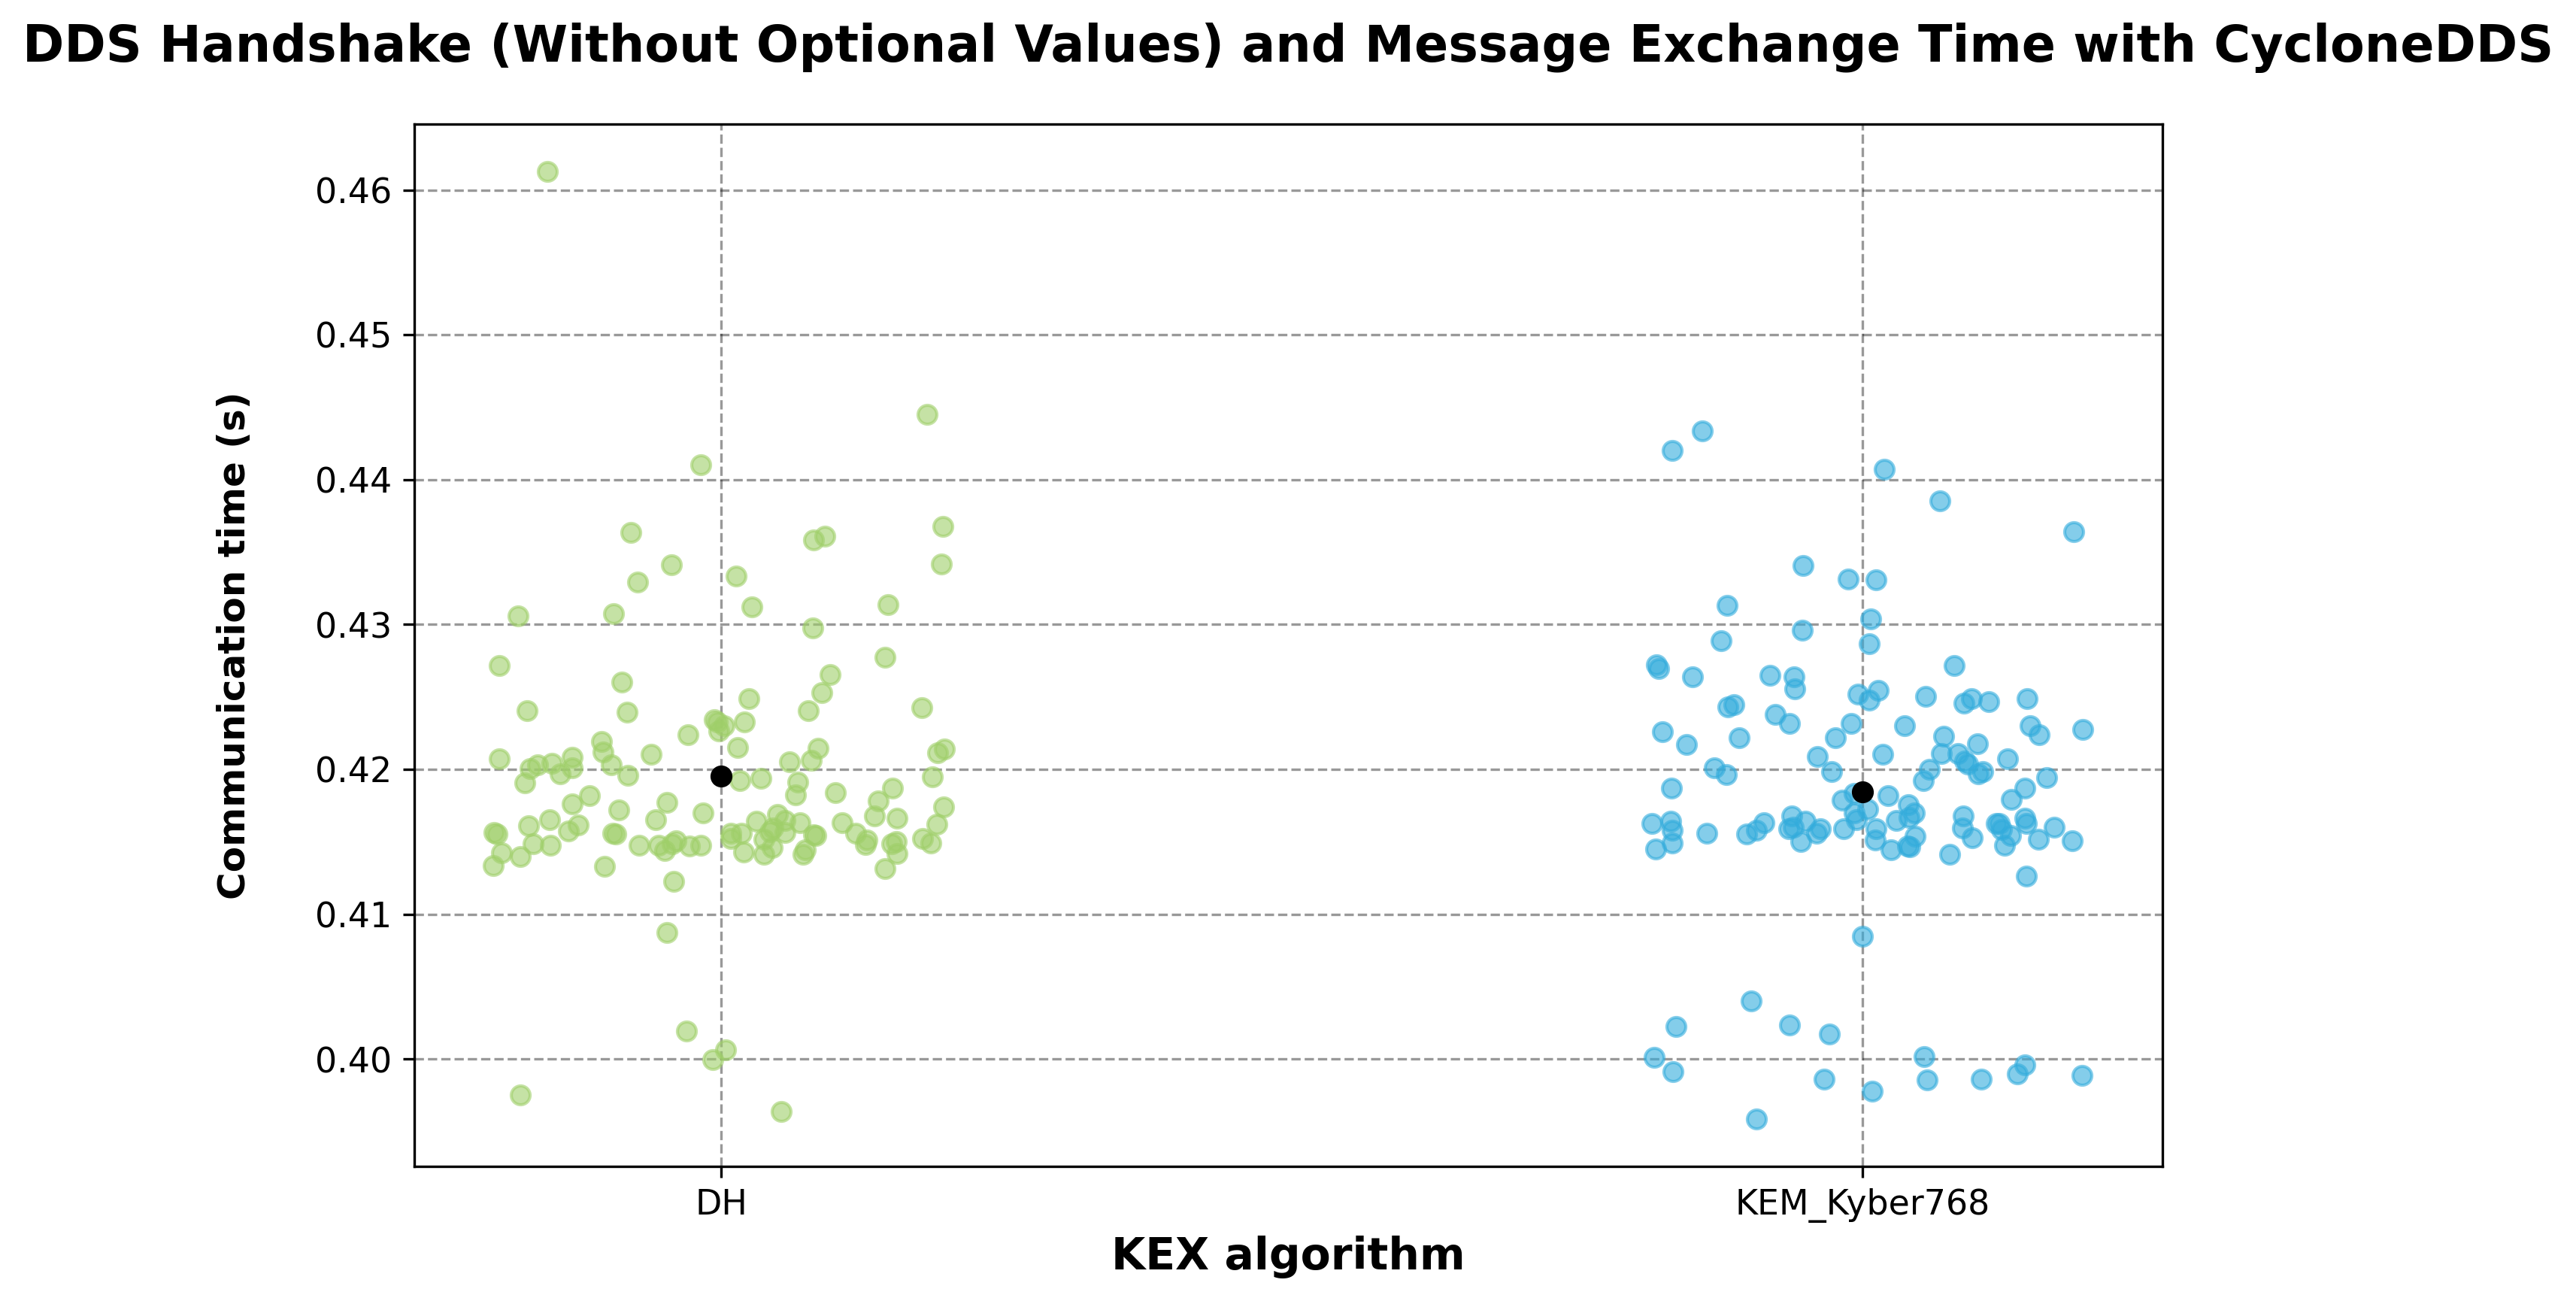 DDS Handshake (Without Optional Values) and Message Exchange Time with CycloneDDS
0.46
0.45
0.44
0.43
0.42
0.41
0.40
Communication time (s)
DH
KEM_Kyber768
KEX algorithm